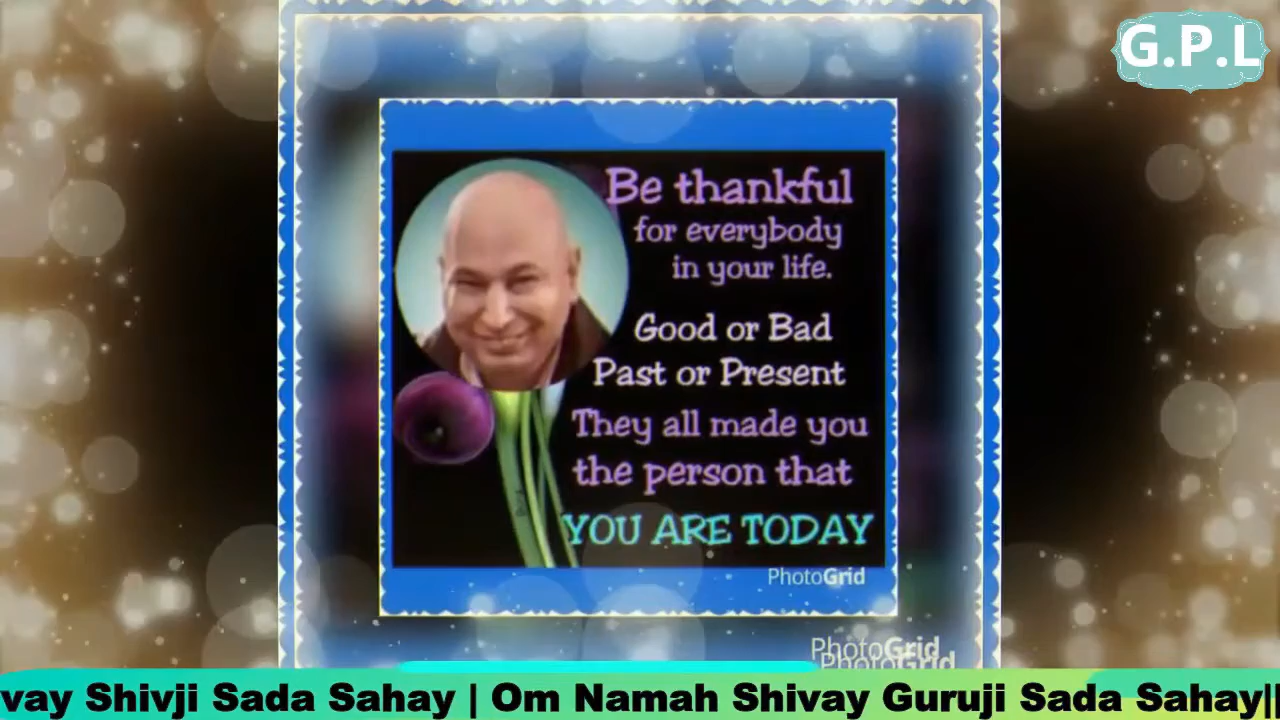 G.P.L
Be thankful
for everybody
in your life.
Good or Bad
Past or Present
They all made you
the person that
YOU ARE TODAY
PhotoGrid
PhotoGrid
PhotoGrid
vay Shivji Sada Sahay | Om Namah Shivay Guruji Sada Sahay||